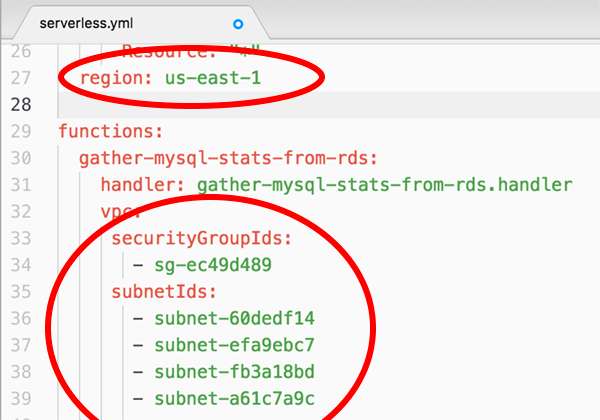 serverless.yml
26 Resource: "*"
27 region: us-east-1
28
29 functions:
30 gather-mysql-stats-from-rds:
31 handler: gather-mysql-stats-from-rds.handler
32 vpc:
33 securityGroupIds:
34 - sg-ec49d489
35 subnetIds:
36 - subnet-60dedf14
37 - subnet-efa9ebc7
38 - subnet-fb3a18bd
39 - subnet-a61c7a9c